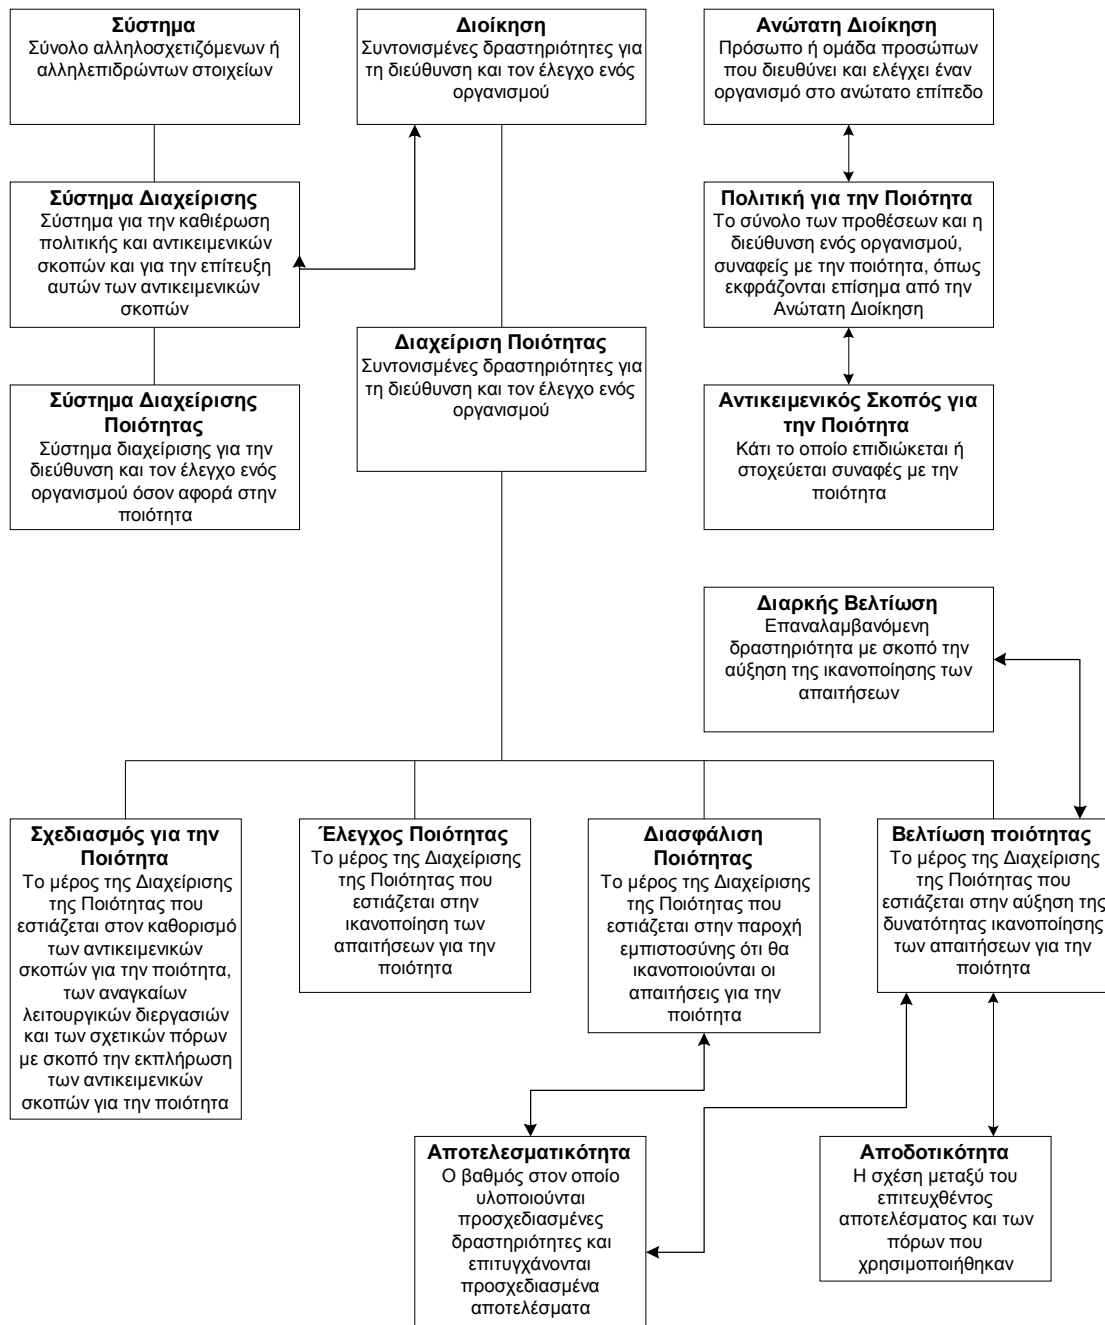 Σύστημα
Σύνολο αλληλοσχετιζόμενων ή
αλληλεπιδρώντων στοιχείων
Διοίκηση
Συντονισμένες δραστηριότητες για
τη διεύθυνση και τον έλεγχο ενός
οργανισμού
Ανώτατη Διοίκηση
Πρόσωπο ή ομάδα προσώπων
που διευθύνει και ελέγχει έναν
οργανισμό στο ανώτατο επίπεδο
Σύστημα Διαχείρισης
Σύστημα για την καθιέρωση
πολιτικής και αντικειμενικών
σκοπών και για την επίτευξη
αυτών των αντικειμενικών
σκοπών
Πολιτική για την Ποιότητα
Το σύνολο των προθέσεων και η
διεύθυνση ενός οργανισμού,
συναφείς με την ποιότητα, όπως
εκφράζονται επίσημα από την
Ανώτατη Διοίκηση
Διαχείριση Ποιότητας
Συντονισμένες δραστηριότητες για
τη διεύθυνση και τον έλεγχο ενός
οργανισμού
Σύστημα Διαχείρισης
Ποιότητας
Σύστημα διαχείρισης για την
διεύθυνση και τον έλεγχο ενός
οργανισμού όσον αφορά στην
ποιότητα
Αντικειμενικός Σκοπός για
την Ποιότητα
Κάτι το οποίο επιδιώκεται ή
στοχεύεται συναφές με την
ποιότητα
Διαρκής Βελτίωση
Επαναλαμβανόμενη
δραστηριότητα με σκοπό την
αύξηση της ικανοποίησης των
απαιτήσεων
Σχεδιασμός για την
Ποιότητα
Το μέρος της Διαχείρισης
της Ποιότητας που
εστιάζεται στον καθορισμό
των αντικειμενικών
σκοπών για την ποιότητα,
των αναγκαίων
λειτουργικών διεργασιών
και των σχετικών πόρων
με σκοπό την εκπλήρωση
των αντικειμενικών
σκοπών για την ποιότητα
Έλεγχος Ποιότητας
Το μέρος της Διαχείρισης
της Ποιότητας που
εστιάζεται στην
ικανοποίηση των
απαιτήσεων για την
ποιότητα
Διασφάλιση
Ποιότητας
Το μέρος της Διαχείρισης
της Ποιότητας που
εστιάζεται στην παροχή
εμπιστοσύνης ότι θα
ικανοποιούνται οι
απαιτήσεις για την
ποιότητα
Βελτίωση ποιότητας
Το μέρος της Διαχείρισης
της Ποιότητας που
εστιάζεται στην αύξηση της
δυνατότητας ικανοποίησης
των απαιτήσεων για την
ποιότητα
Αποτελεσματικότητα
Ο βαθμός στον οποίο
υλοποιούνται
προσχεδιασμένες
δραστηριότητες και
επιτυγχάνονται
προσχεδιασμένα
αποτελέσματα
Αποδοτικότητα
Η σχέση μεταξύ του
επιτευχθέντος
αποτελέσματος και των
πόρων που
χρησιμοποιήθηκαν